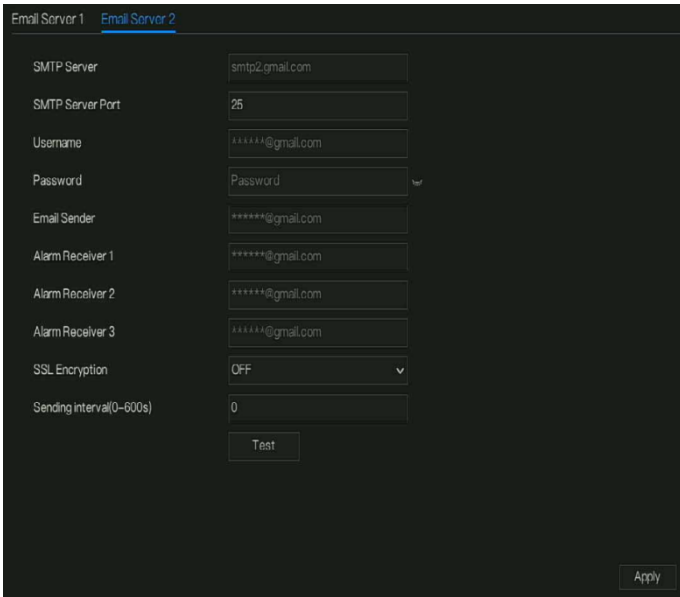 Email Server 1 Email Server 2
SMTP Server smtp2.gmail.com
SMTP Server Port 25
Username ******@gmail.com
Password Password
Email Sender ******@gmail.com
Alarm Receiver 1 ******@gmail.com
Alarm Receiver 2 ******@gmail.com
Alarm Receiver 3 ******@gmail.com
SSL Encryption OFF
Sending interval(0~600s) 0
Test
Apply